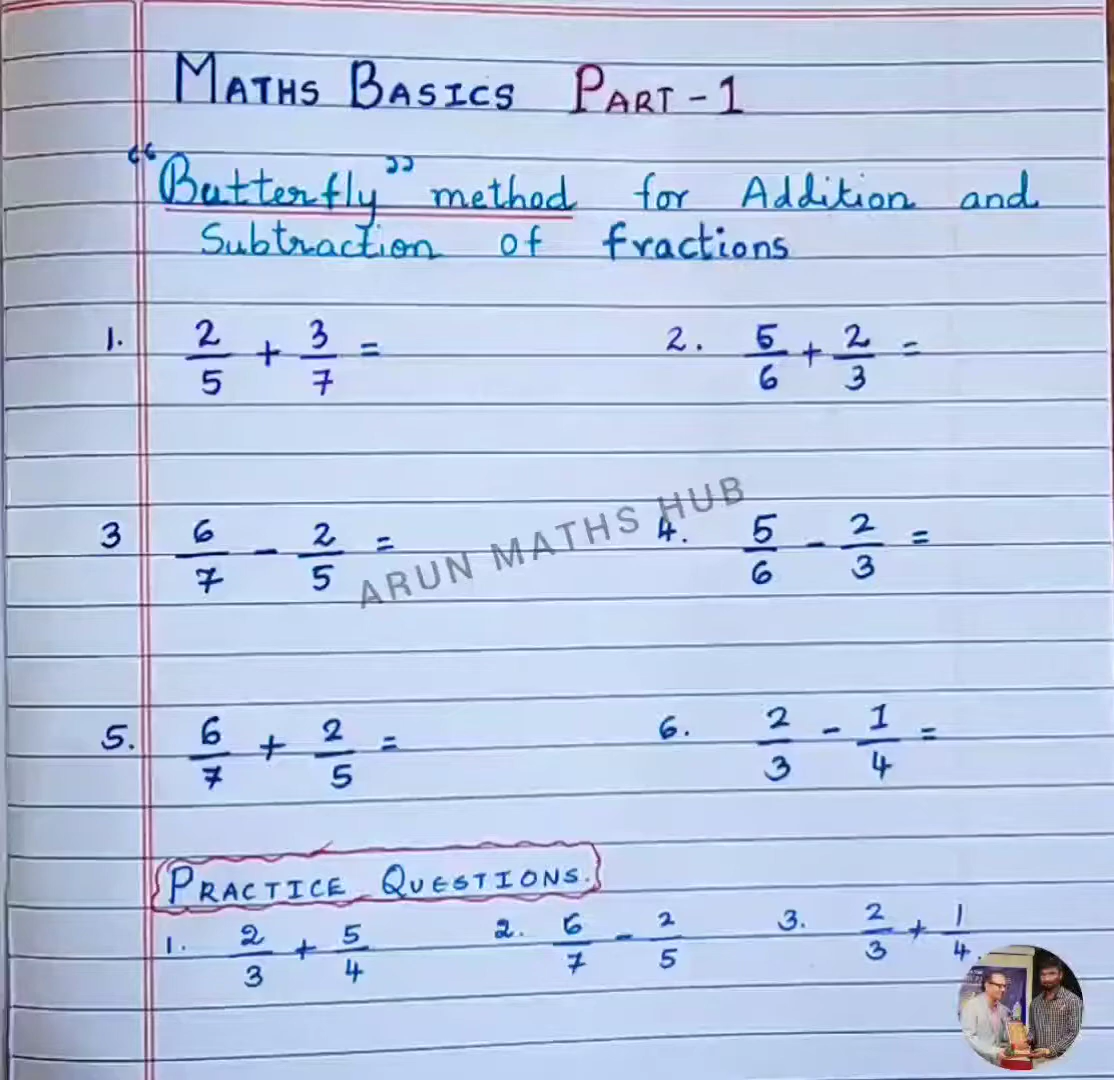 MATHS BASICS PART - 1
"Butterfly" method for Addition and
Subtraction of fractions
1. 2/5 + 3/7 = 2. 5/6 + 2/3 =
3 6/7 - 2/5 = 4. 5/6 - 2/3 =
ARUN MATHS HUB
5. 6/7 + 2/5 = 6. 2/3 - 1/4 =
PRACTICE QUESTIONS.
1. 2/3 + 5/4 2. 6/7 - 2/5 3. 2/3 + 1/4.